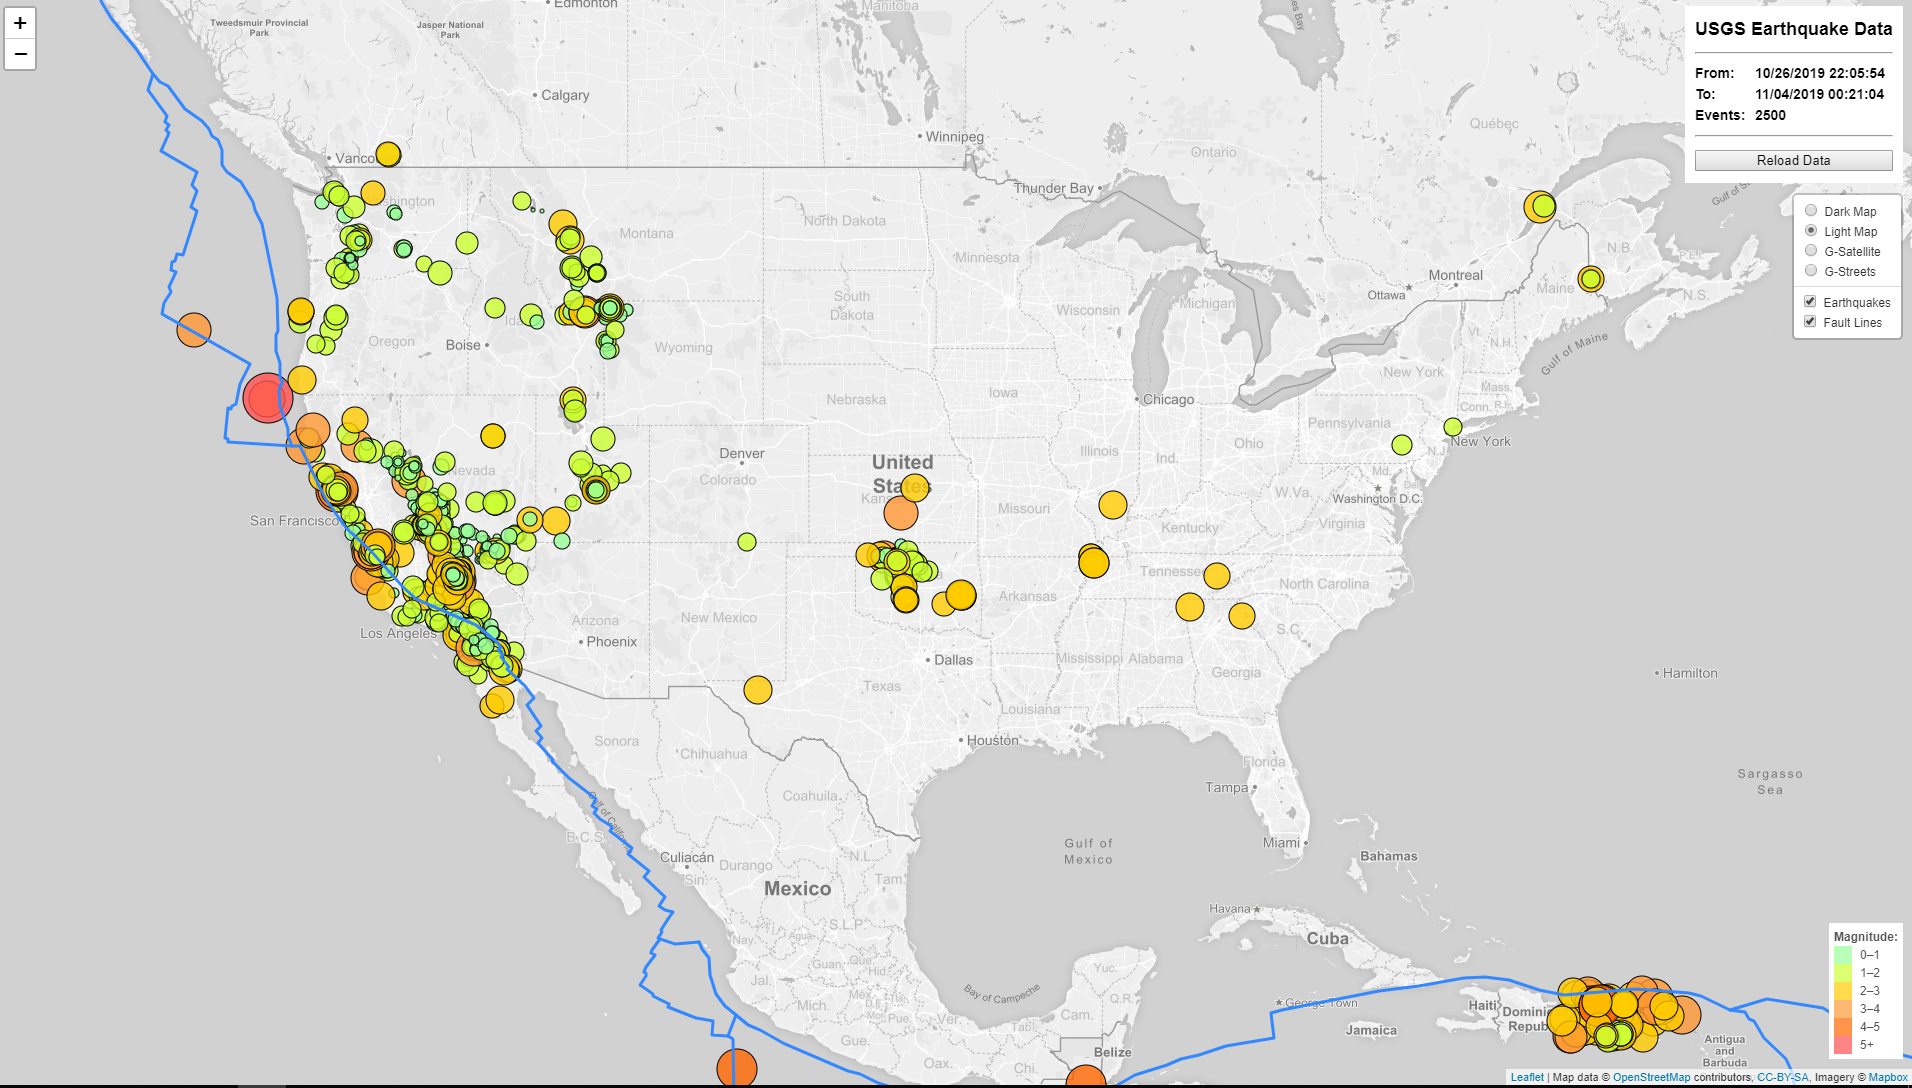 +
−
Tweedsmuir Provincial
Park
Jasper National
Park
Edmonton
Manitoba
Calgary
Winnipeg
Ontario
Québec
Thunder Bay
North Dakota
Montana
Minnesota
South
Dakota
Wisconsin
Michigan
Ottawa
Montreal
Maine
N.B.
P.E.I.
N.S.
Gulf of Maine
Vt.
N.H.
Oregon
Boise
Wyoming
Iowa
Nebraska
Chicago
New York
Mass.
Conn.
R.I.
Pennsylvania
New York
N.J.
Nevada
Denver
Colorado
United
States
Illinois
Ind.
Ohio
Md.
Del.
Washington D.C.
W.Va.
Virginia
San Francisco
Missouri
Kentucky
Tennessee
North Carolina
Arkansas
Los Angeles
Arizona
Phoenix
New Mexico
S.C.
Dallas
Mississippi
Alabama
Georgia
Texas
Louisiana
Houston
Hamilton
Sonora
Chihuahua
Florida
Tampa
Sargasso
Sea
Coahuila
Gulf of California
B.C.S.
Gulf of
Mexico
Miami
Bahamas
Culiacán
Sin.
Durango
N.L.
Tam.
Mexico
Havana
Cuba
S.L.P.
Nay.
Agua.
Jal.
Guan.
Que.
Hid.
Yuc.
Q.R.
Bay of Campeche
Mich.
Mex.
D.F.
Tla.
Mor.
Pue.
Ver.
Tab.
Cam.
Gue.
Oax.
Chi.
Belize
George Town
Jamaica
Haiti
Antigua
and
Barbuda
USGS Earthquake Data
From: 10/26/2019 22:05:54
To: 11/04/2019 00:21:04
Events: 2500
Reload Data
Dark Map
Light Map
G-Satellite
G-Streets
Earthquakes
Fault Lines
Magnitude:
0–1
1–2
2–3
3–4
4–5
5+
Leaflet | Map data © OpenStreetMap contributors, CC-BY-SA, Imagery © Mapbox